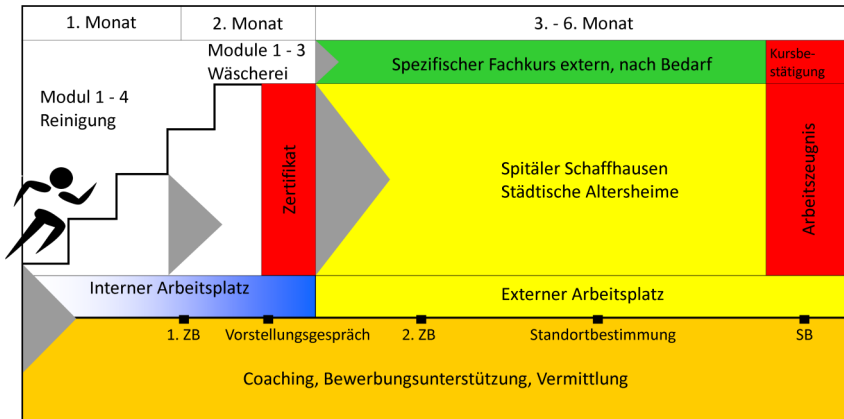 1. Monat
2. Monat
3. - 6. Monat
Module 1 - 3
Wäscherei
Spezifischer Fachkurs extern, nach Bedarf
Kursbe-
stätigung
Modul 1 - 4
Reinigung
Zertifikat
Spitäler Schaffhausen
Städtische Altersheime
Arbeitszeugnis
Interner Arbeitsplatz
Externer Arbeitsplatz
1. ZB
Vorstellungsgespräch
2. ZB
Standortbestimmung
SB
Coaching, Bewerbungsunterstützung, Vermittlung